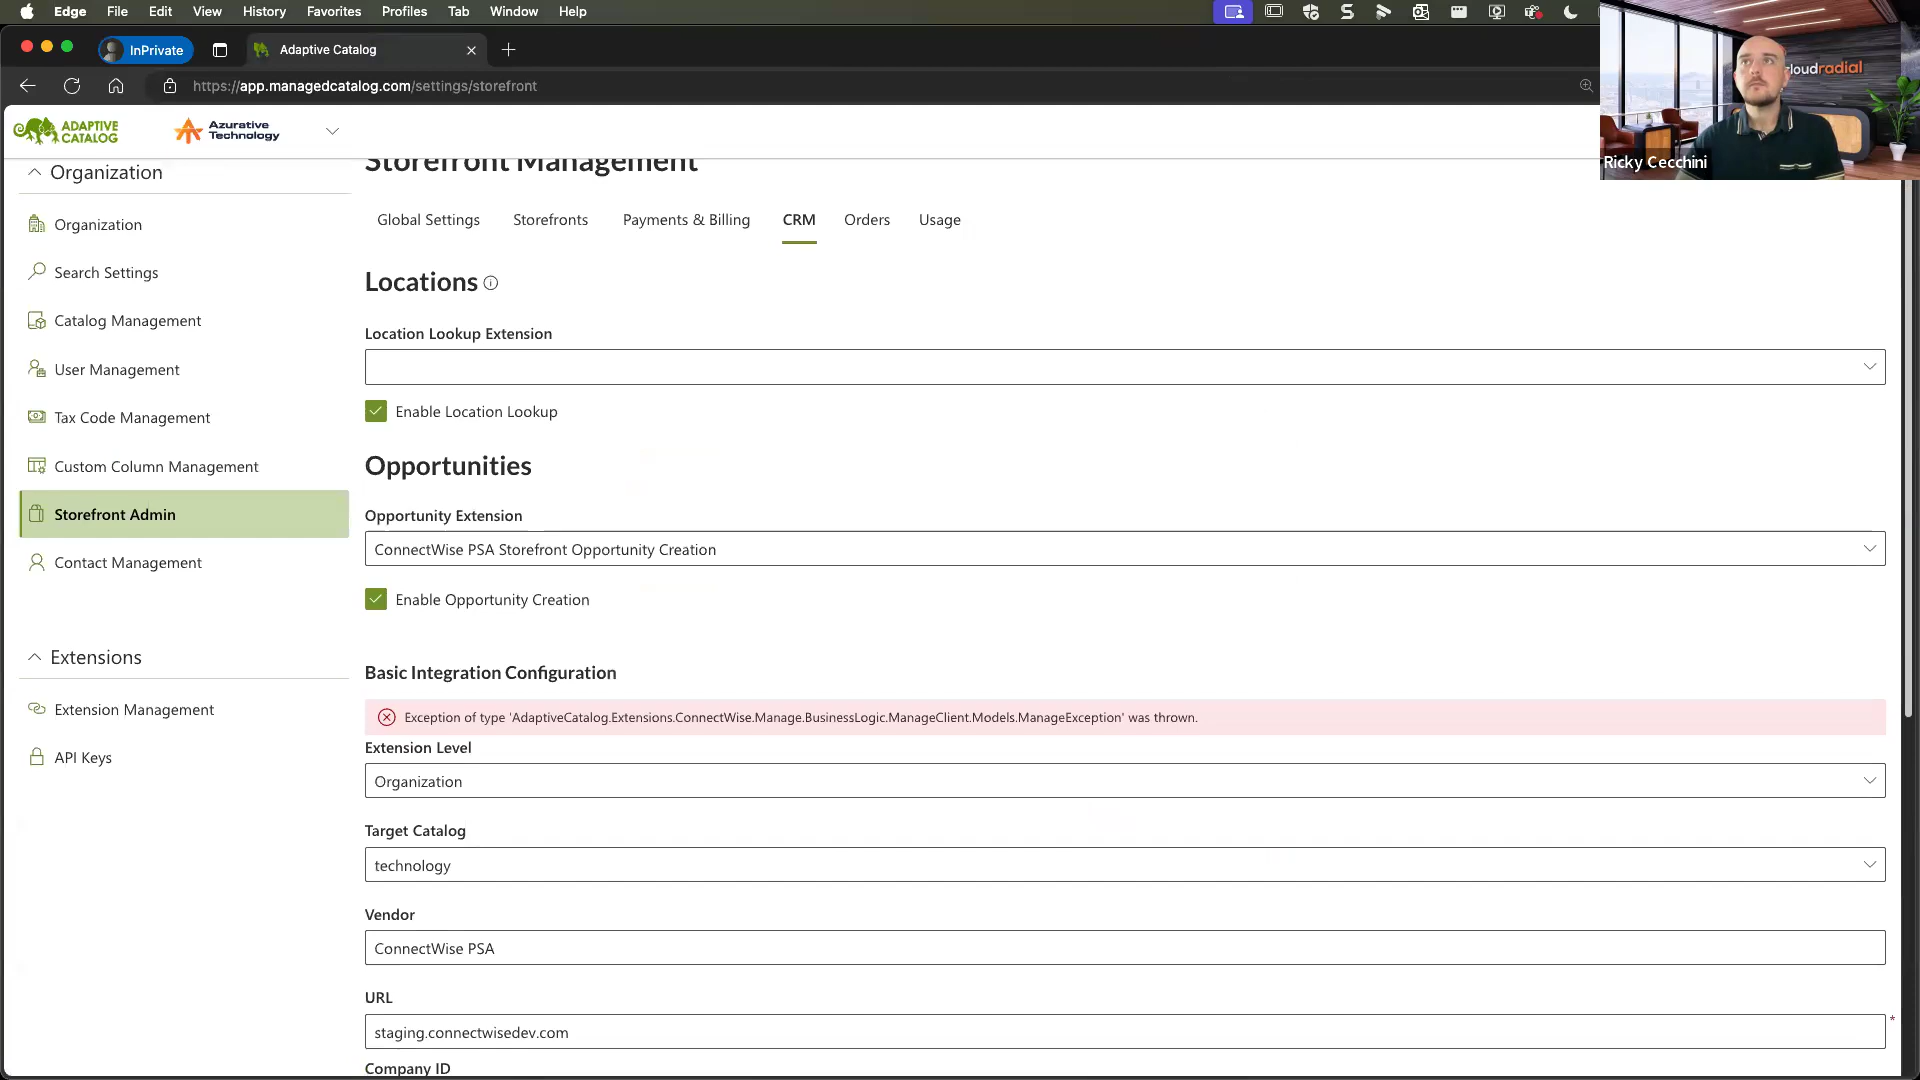 Edge File Edit View History Favorites Profiles Tab Window Help
InPrivate
Adaptive Catalog
https://app.managedcatalog.com/settings/storefront
cloudradial
Ricky Cecchini
ADAPTIVE
CATALOG
Azurative
Technology
Storefront Management
Organization
Organization
Search Settings
Catalog Management
User Management
Tax Code Management
Custom Column Management
Storefront Admin
Contact Management
Extensions
Extension Management
API Keys
Global Settings Storefronts Payments & Billing CRM Orders Usage
Locations
Location Lookup Extension
Enable Location Lookup
Opportunities
Opportunity Extension
ConnectWise PSA Storefront Opportunity Creation
Enable Opportunity Creation
Basic Integration Configuration
Exception of type 'AdaptiveCatalog.Extensions.ConnectWise.Manage.BusinessLogic.ManageClient.Models.ManageException' was thrown.
Extension Level
Organization
Target Catalog
technology
Vendor
ConnectWise PSA
URL
staging.connectwisedev.com
*
Company ID